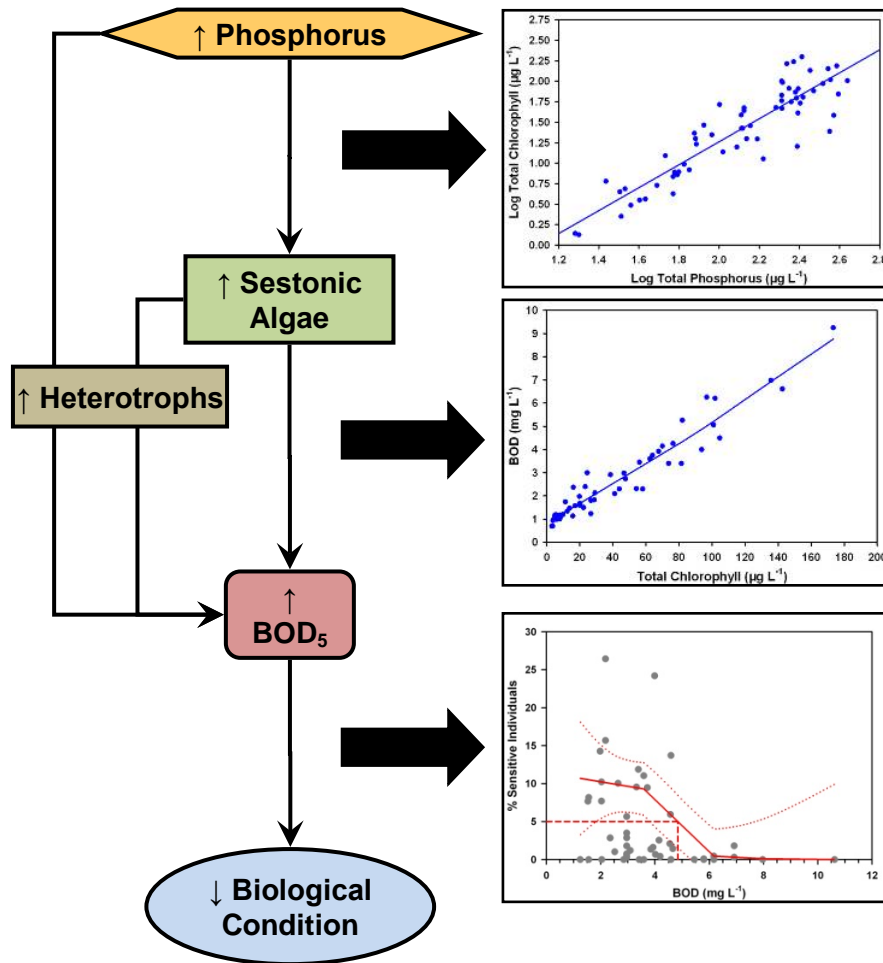 ↑ Phosphorus
↑ Sestonic
Algae
↑ Heterotrophs
↑
BOD₅
↓ Biological
Condition
Log Total Chlorophyll (µg L⁻¹)
2.75
2.50
2.25
2.00
1.75
1.50
1.25
1.00
0.75
0.50
0.25
0.00
1.2 1.4 1.6 1.8 2.0 2.2 2.4 2.6 2.8
Log Total Phosphorus (µg L⁻¹)
BOD (mg L⁻¹)
10
9
8
7
6
5
4
3
2
1
0
0 20 40 60 80 100 120 140 160 180 200
Total Chlorophyll (µg L⁻¹)
% Sensitive Individuals
30
25
20
15
10
5
0
0 2 4 6 8 10 12
BOD (mg L⁻¹)